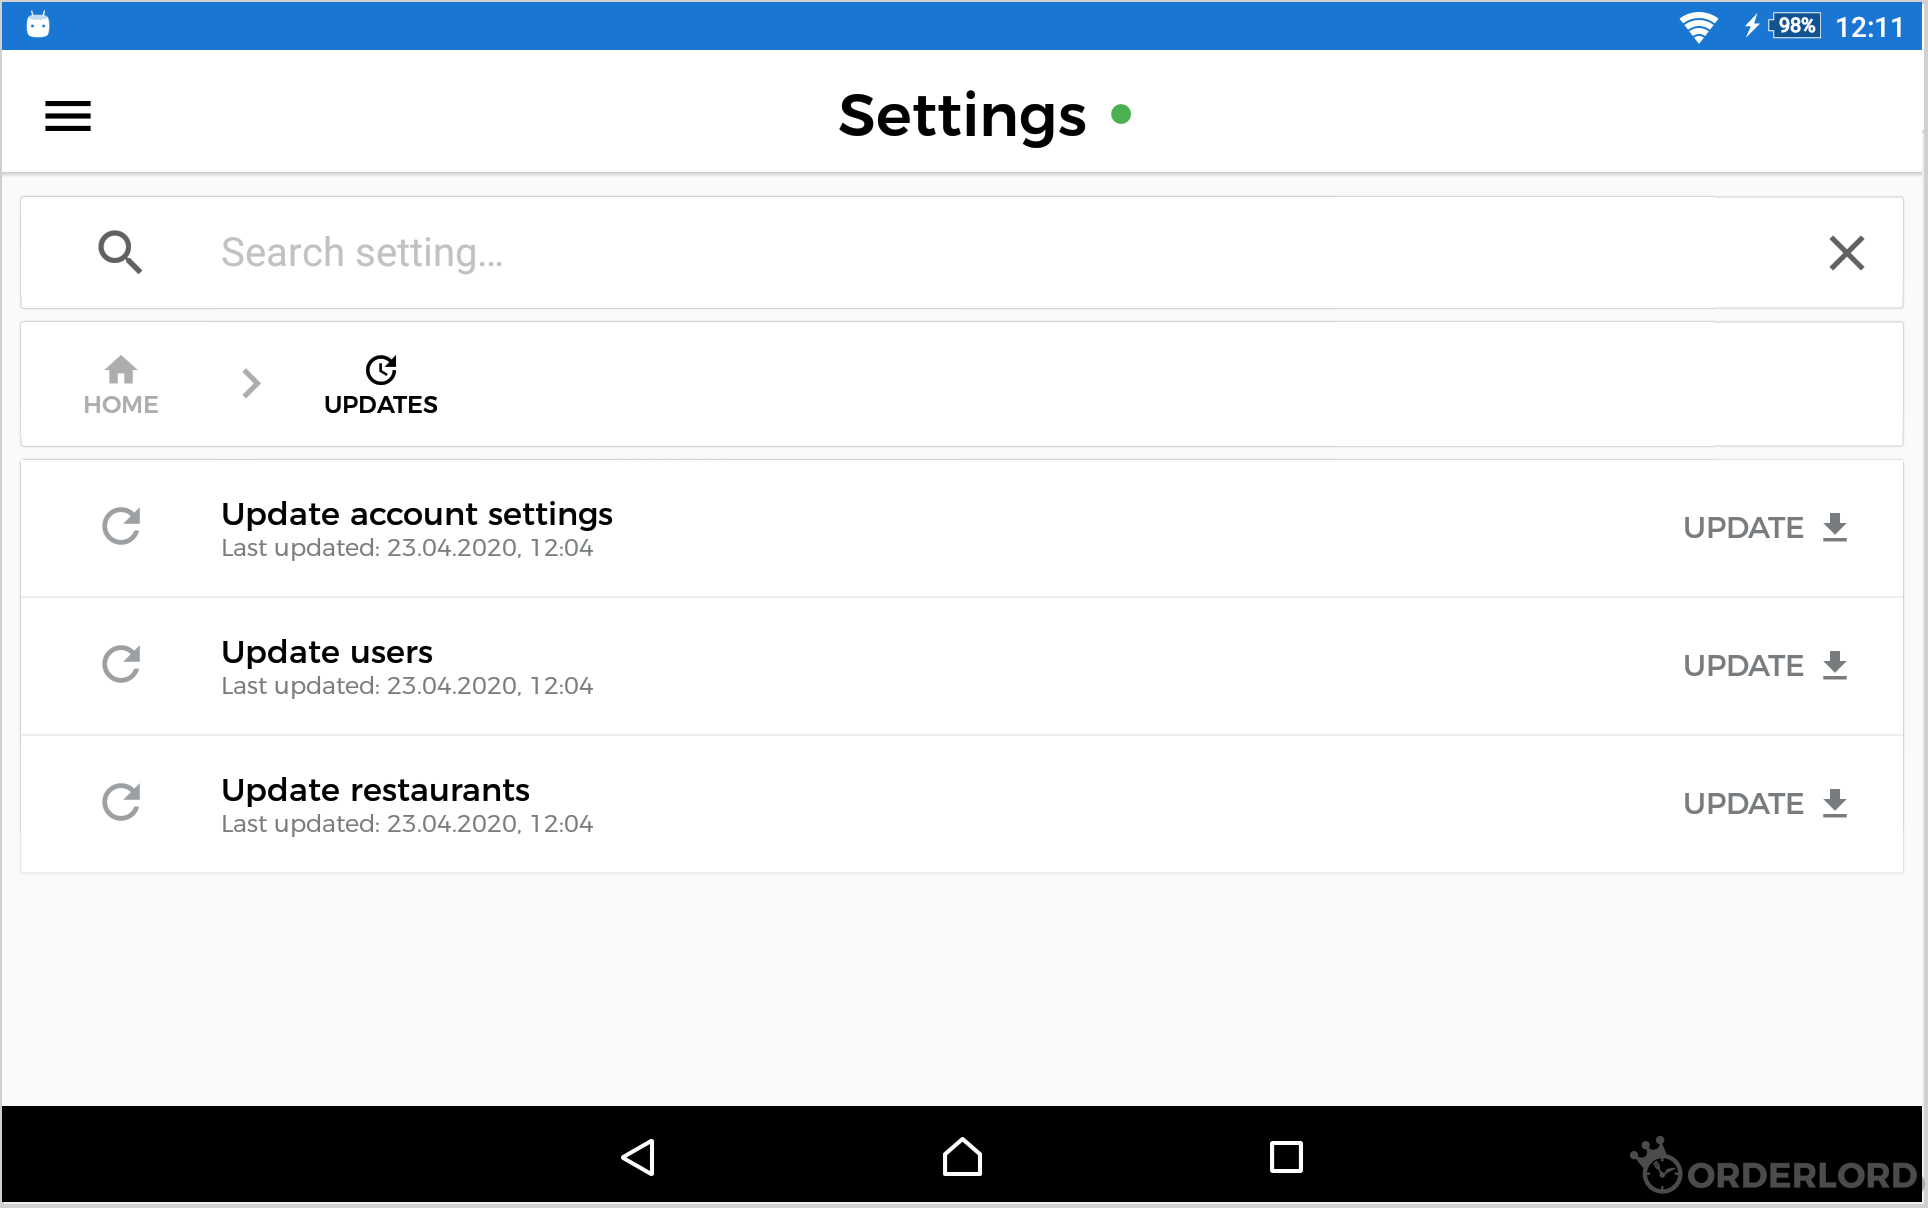 98% 12:11
Settings
Search setting...
HOME
UPDATES
Update account settings
Last updated: 23.04.2020, 12:04
UPDATE
Update users
Last updated: 23.04.2020, 12:04
UPDATE
Update restaurants
Last updated: 23.04.2020, 12:04
UPDATE
ORDERLORD